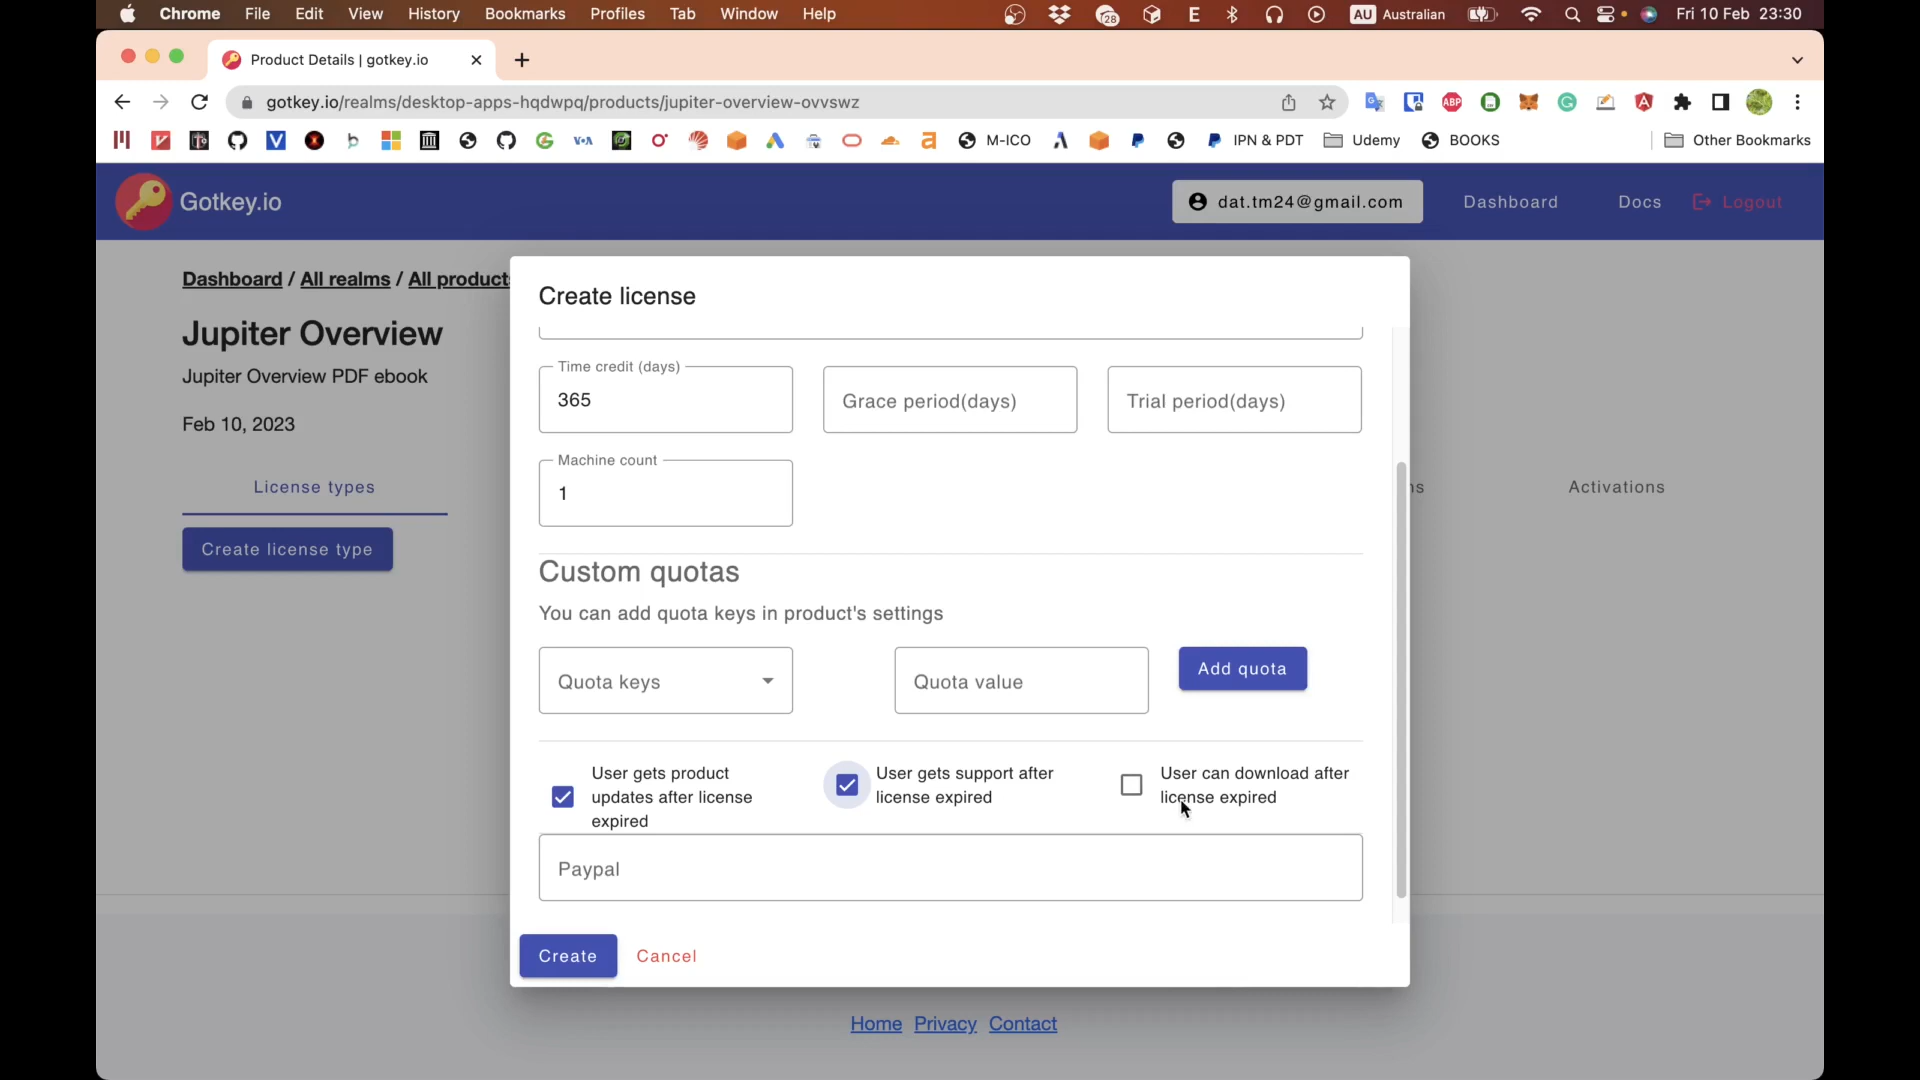 Chrome File Edit View History Bookmarks Profiles Tab Window Help 28 E AU Australian Fri 10 Feb 23:30
Product Details | gotkey.io
gotkey.io/realms/desktop-apps-hqdwpq/products/jupiter-overview-ovvswz ABP
VOA M-ICO IPN & PDT Udemy BOOKS Other Bookmarks
Gotkey.io dat.tm24@gmail.com Dashboard Docs Logout
Dashboard / All realms / All products
Create license
Jupiter Overview
Jupiter Overview PDF ebook
Feb 10, 2023
Time credit (days)
365 Grace period(days) Trial period(days)
Machine count
1
License types ns Activations
Create license type
Custom quotas
You can add quota keys in product's settings
Quota keys Quota value Add quota
User gets product
updates after license
expired
User gets support after
license expired
User can download after
license expired
Paypal
Create Cancel
Home Privacy Contact